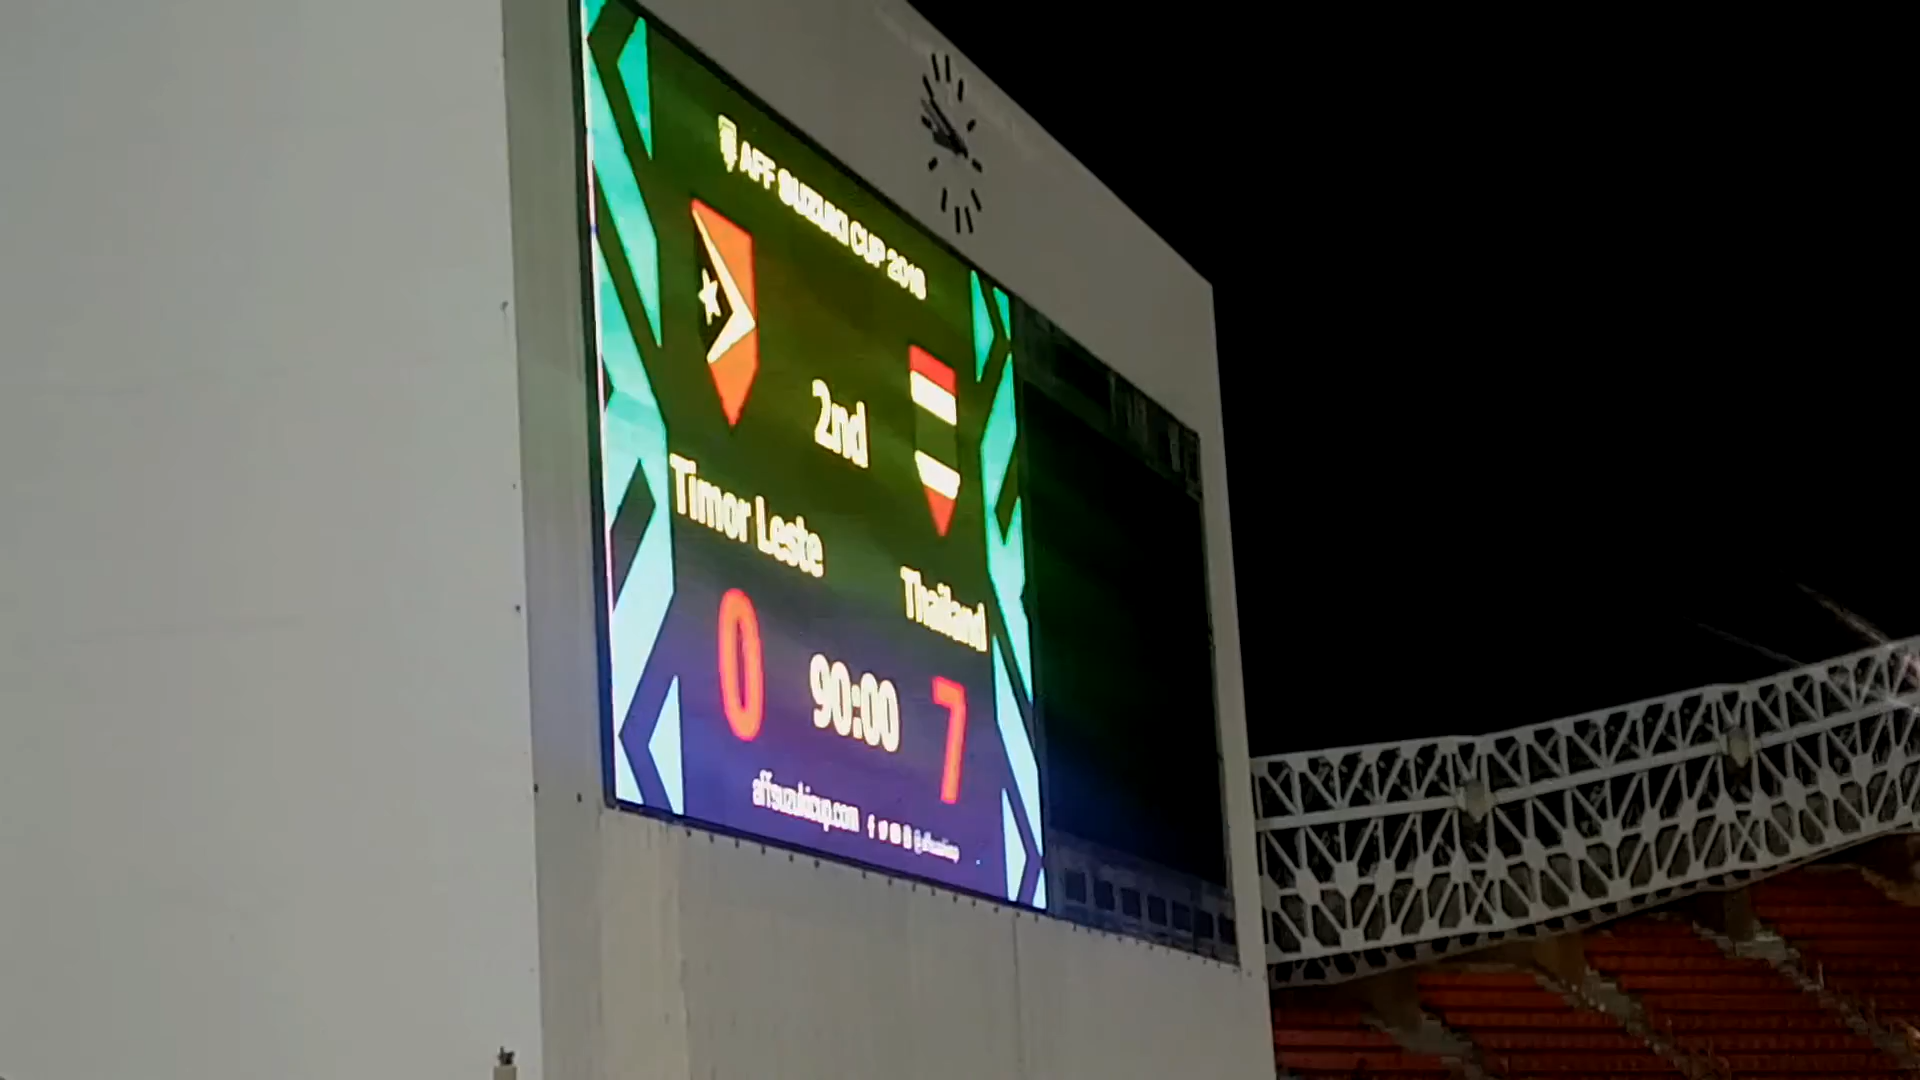 AFF SUZUKI CUP 2018
2nd
Timor Leste
Thailand
0
90:00
7
affsuzukicup.com